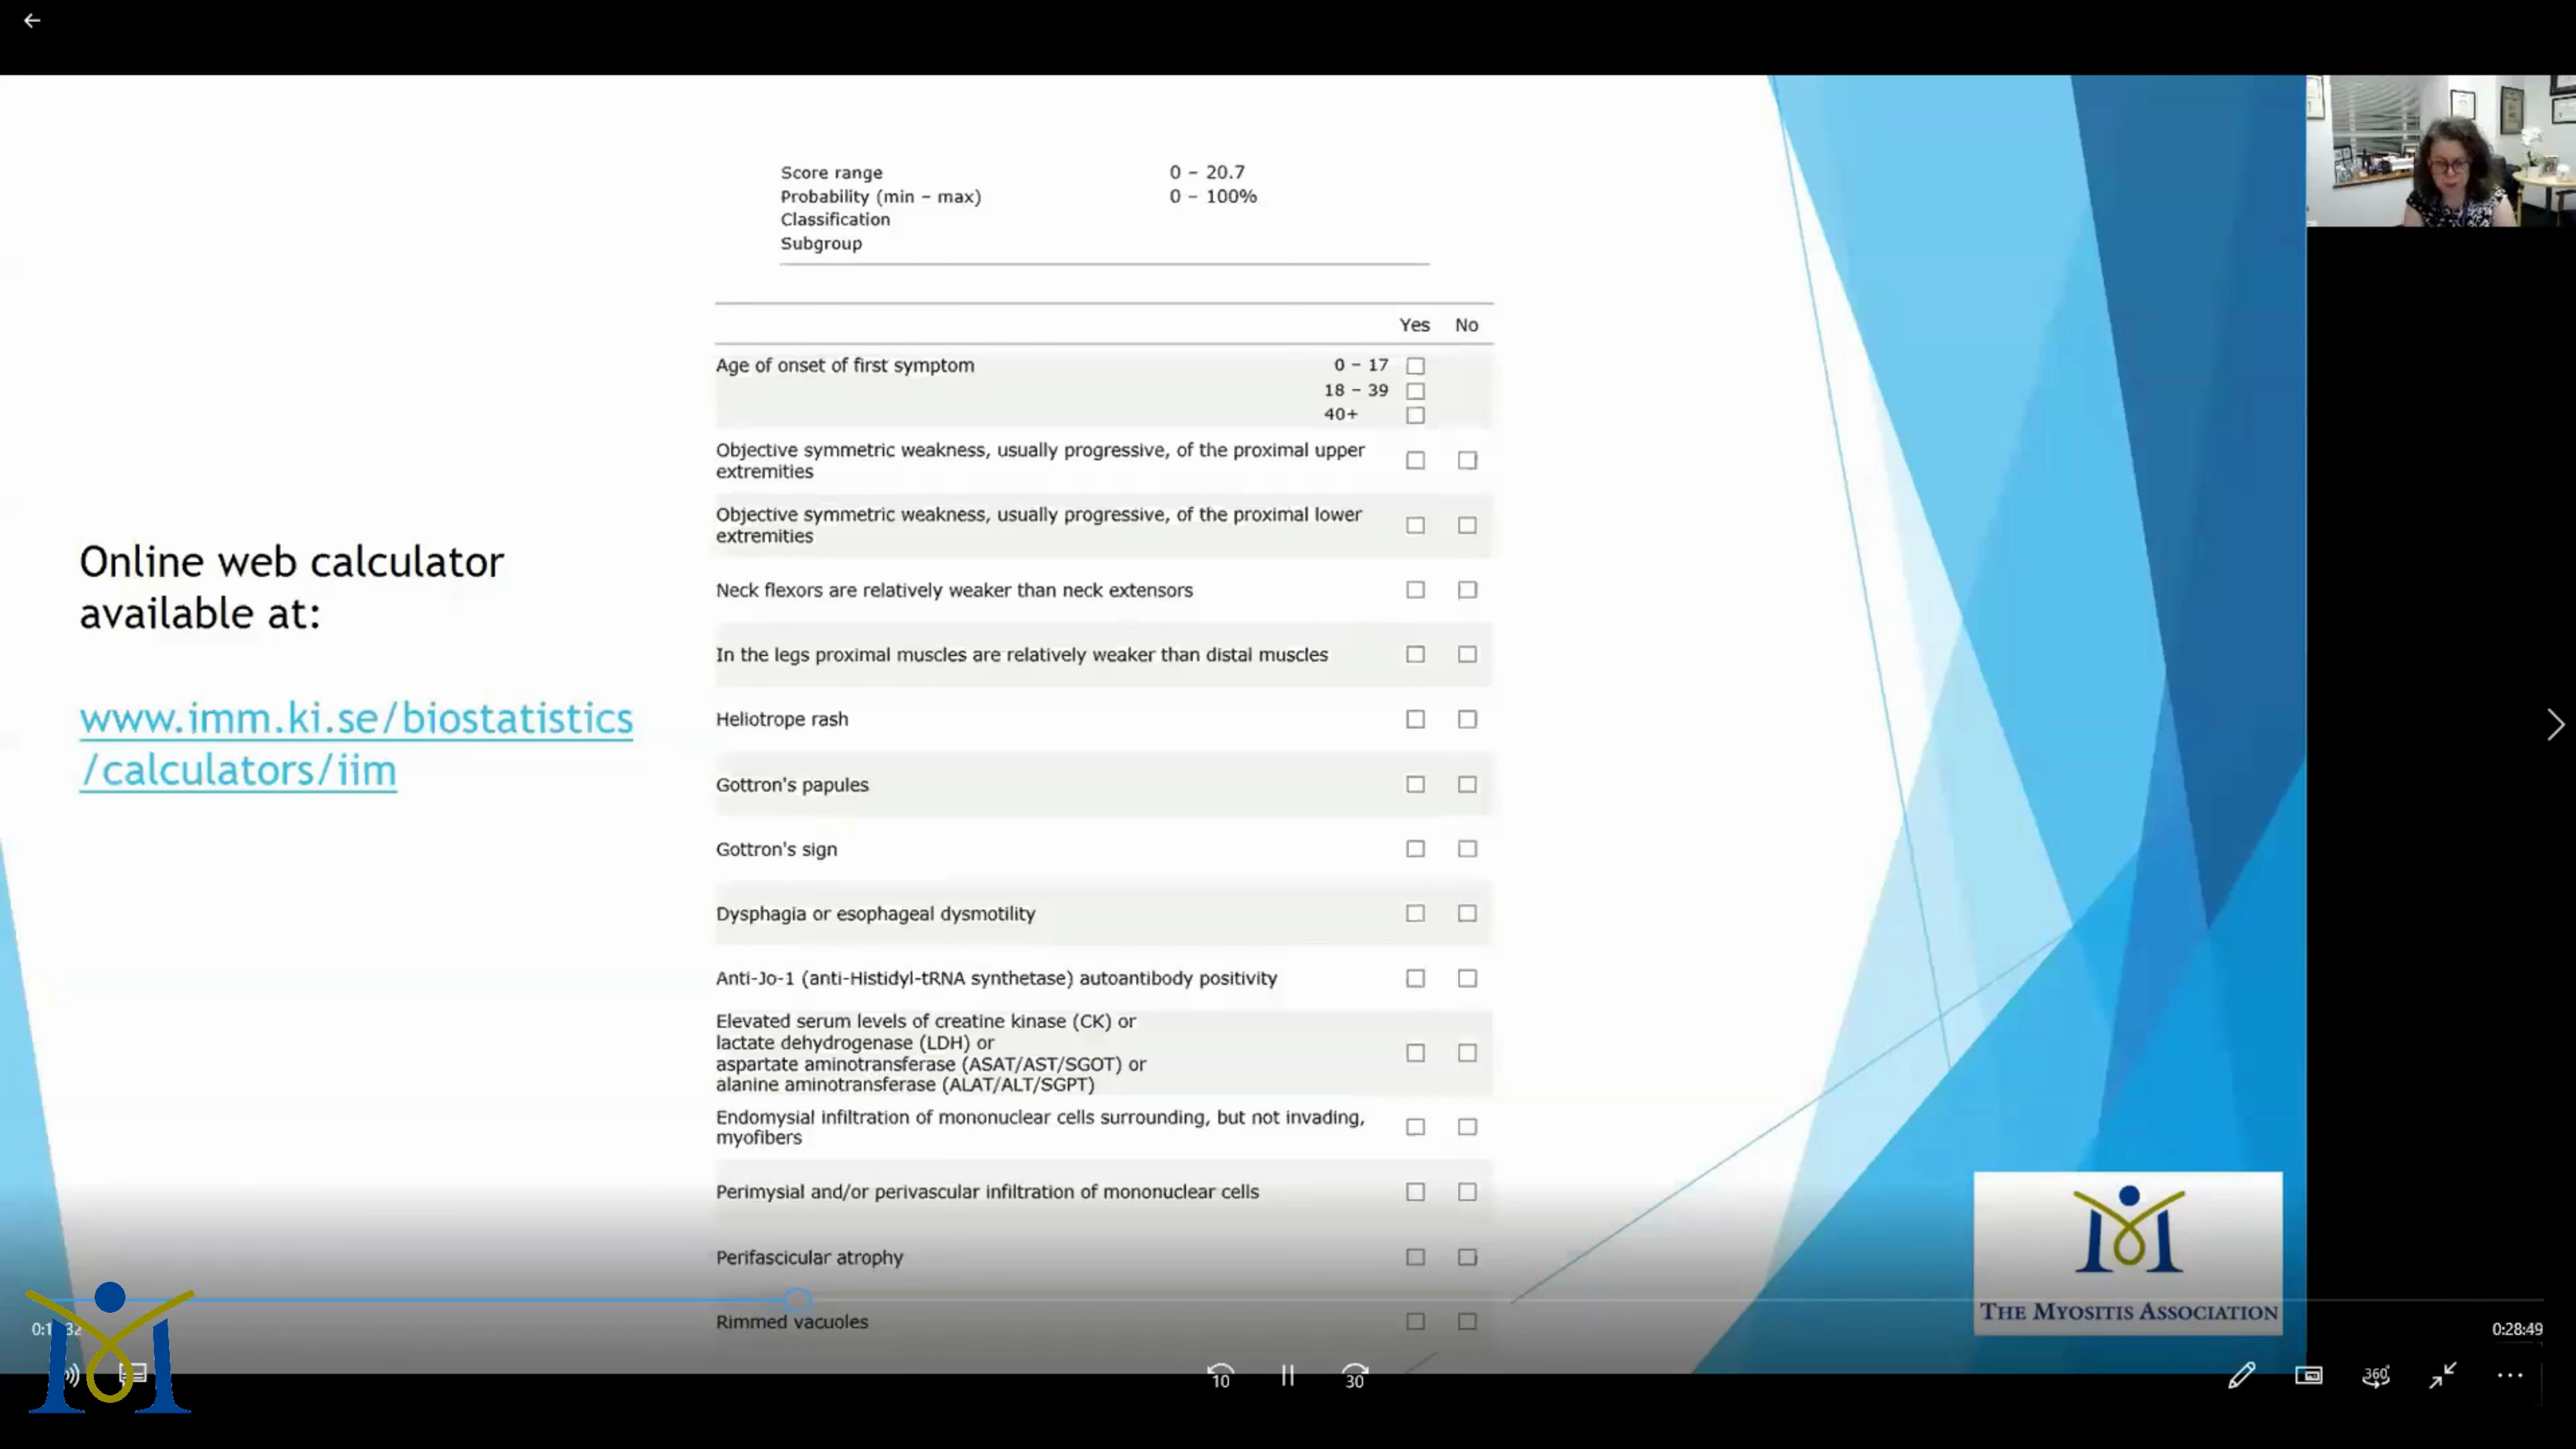 Score range 0 – 20.7
Probability (min – max) 0 – 100%
Classification
Subgroup
Yes No
Age of onset of first symptom 0 – 17
18 – 39
40+
Objective symmetric weakness, usually progressive, of the proximal upper
extremities
Objective symmetric weakness, usually progressive, of the proximal lower
extremities
Online web calculator
available at:
www.imm.ki.se/biostatistics
/calculators/iim
Neck flexors are relatively weaker than neck extensors
In the legs proximal muscles are relatively weaker than distal muscles
Heliotrope rash
Gottron's papules
Gottron's sign
Dysphagia or esophageal dysmotility
Anti-Jo-1 (anti-Histidyl-tRNA synthetase) autoantibody positivity
Elevated serum levels of creatine kinase (CK) or
lactate dehydrogenase (LDH) or
aspartate aminotransferase (ASAT/AST/SGOT) or
alanine aminotransferase (ALAT/ALT/SGPT)
Endomysial infiltration of mononuclear cells surrounding, but not invading,
myofibers
Perimysial and/or perivascular infiltration of mononuclear cells
Perifascicular atrophy
Rimmed vacuoles
THE MYOSITIS ASSOCIATION
0:28:49
10
30
360°